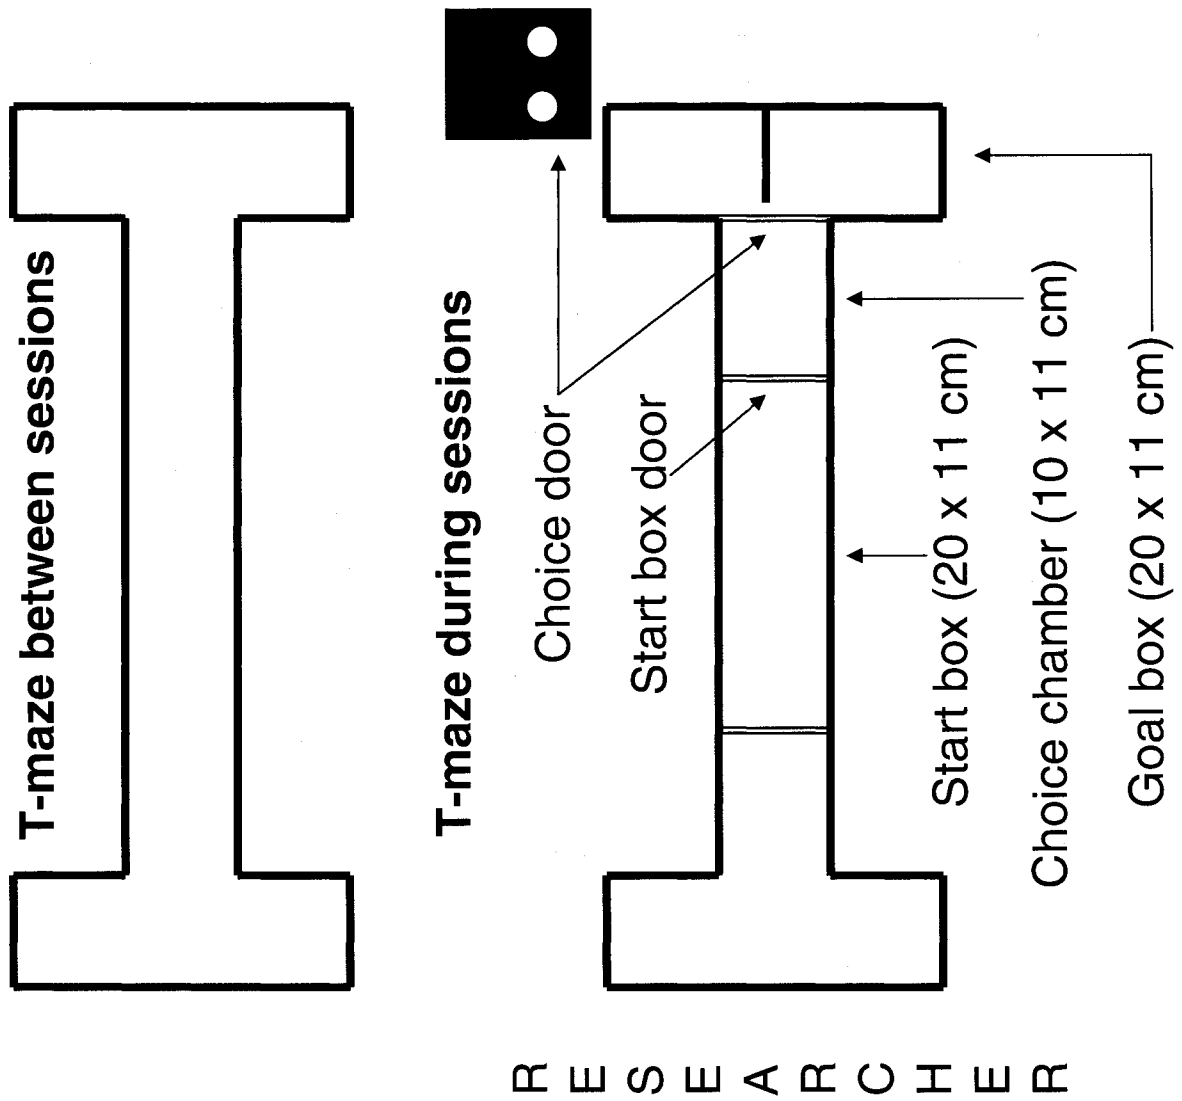 T-maze between sessions
T-maze during sessions
Choice door
Start box door
Start box (20 x 11 cm)
Choice chamber (10 x 11 cm)
Goal box (20 x 11 cm)
RESEARCHER